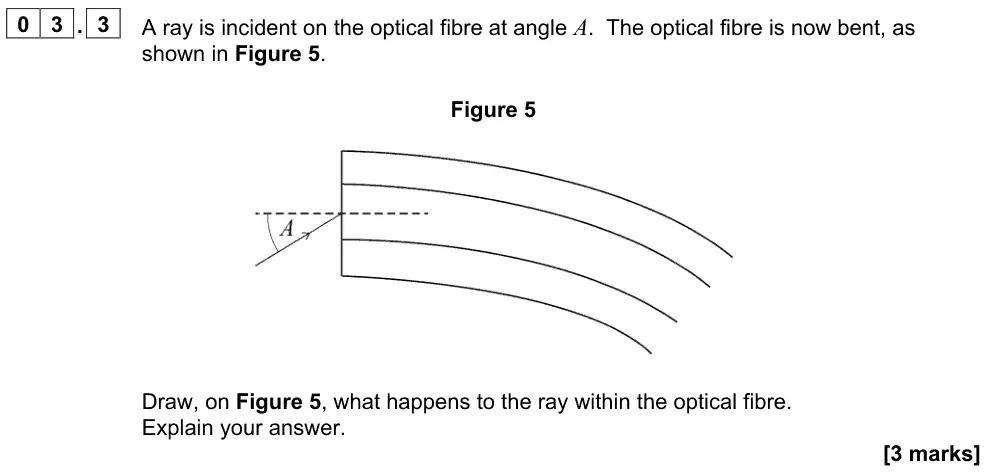 0 3 . 3 A ray is incident on the optical fibre at angle A. The optical fibre is now bent, as
shown in Figure 5.
Figure 5
A
Draw, on Figure 5, what happens to the ray within the optical fibre.
Explain your answer.
[3 marks]